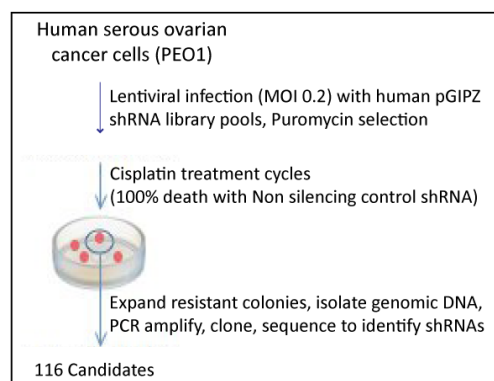 Human serous ovarian
cancer cells (PEO1)
Lentiviral infection (MOI 0.2) with human pGIPZ
shRNA library pools, Puromycin selection
Cisplatin treatment cycles
(100% death with Non silencing control shRNA)
Expand resistant colonies, isolate genomic DNA,
PCR amplify, clone, sequence to identify shRNAs
116 Candidates